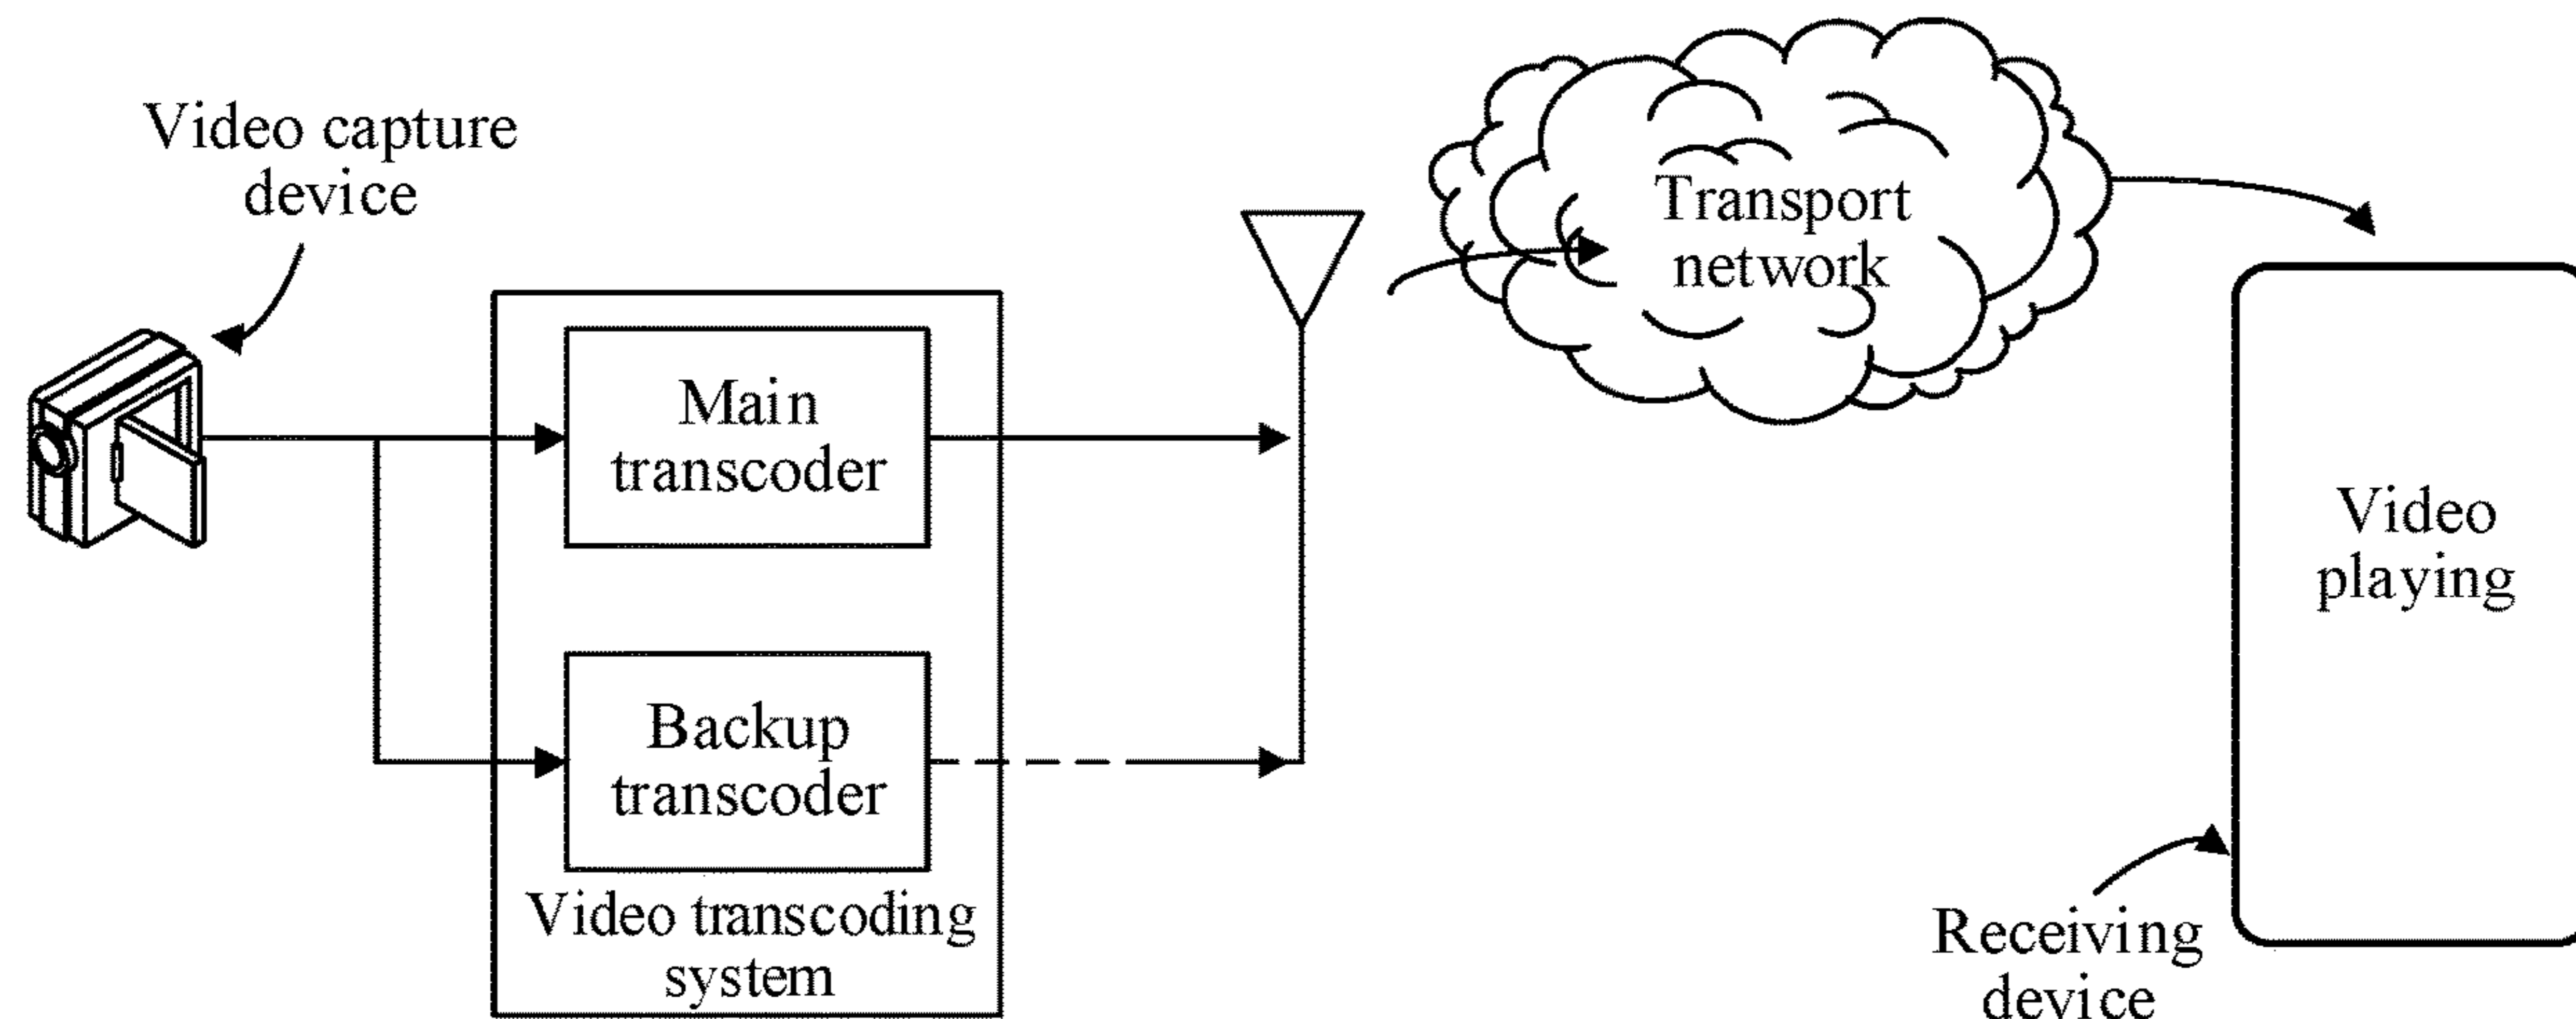 Video capture
device
Main
transcoder
Backup
transcoder
Video transcoding
system
Transport
network
Video
playing
Receiving
device